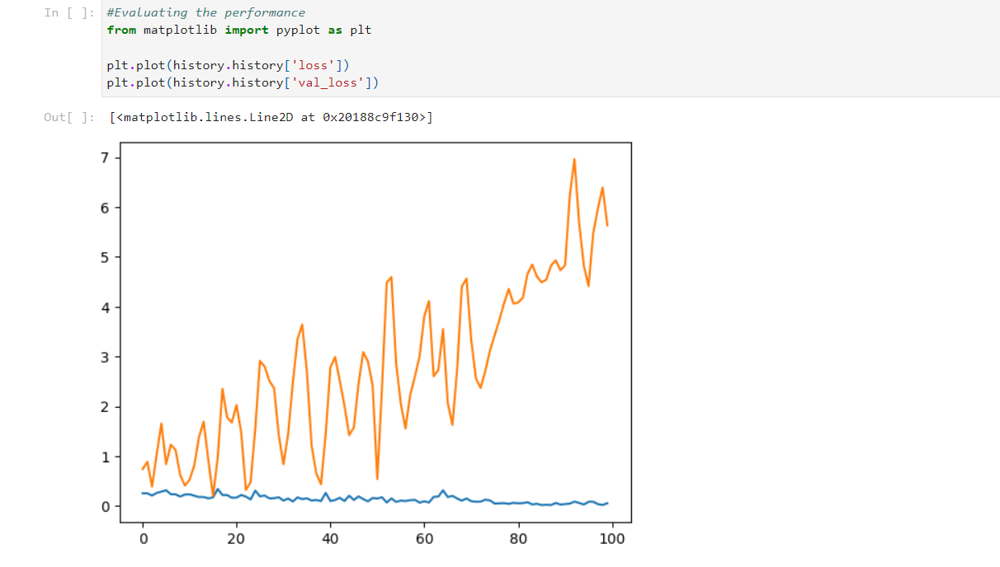 In [ ]: #Evaluating the performance
from matplotlib import pyplot as plt
plt.plot(history.history['loss'])
plt.plot(history.history['val_loss'])
Out[ ]: [<matplotlib.lines.Line2D at 0x20188c9f130>]
7
6
5
4
3
2
1
0
0 20 40 60 80 100